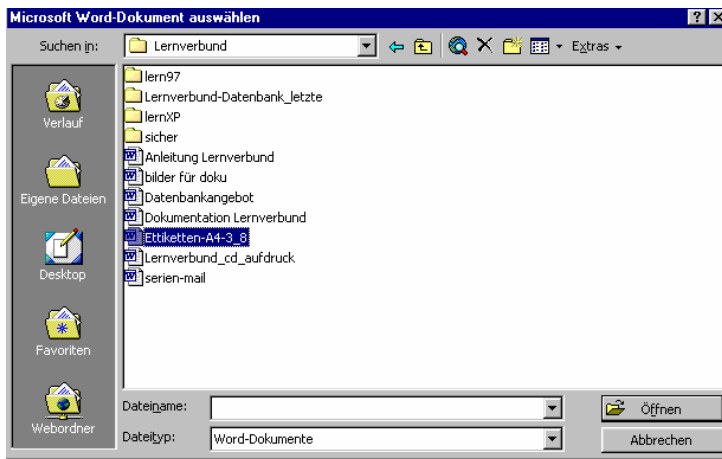 Microsoft Word-Dokument auswählen
Suchen in:
Lernverbund
Extras
Verlauf
Eigene Dateien
Desktop
Favoriten
Webordner
lern97
Lernverbund-Datenbank_letzte
lernXP
sicher
Anleitung Lernverbund
bilder für doku
Datenbankangebot
Dokumentation Lernverbund
Ettiketten-A4-3_8
Lernverbund_cd_aufdruck
serien-mail
Dateiname:
Öffnen
Dateityp:
Word-Dokumente
Abbrechen